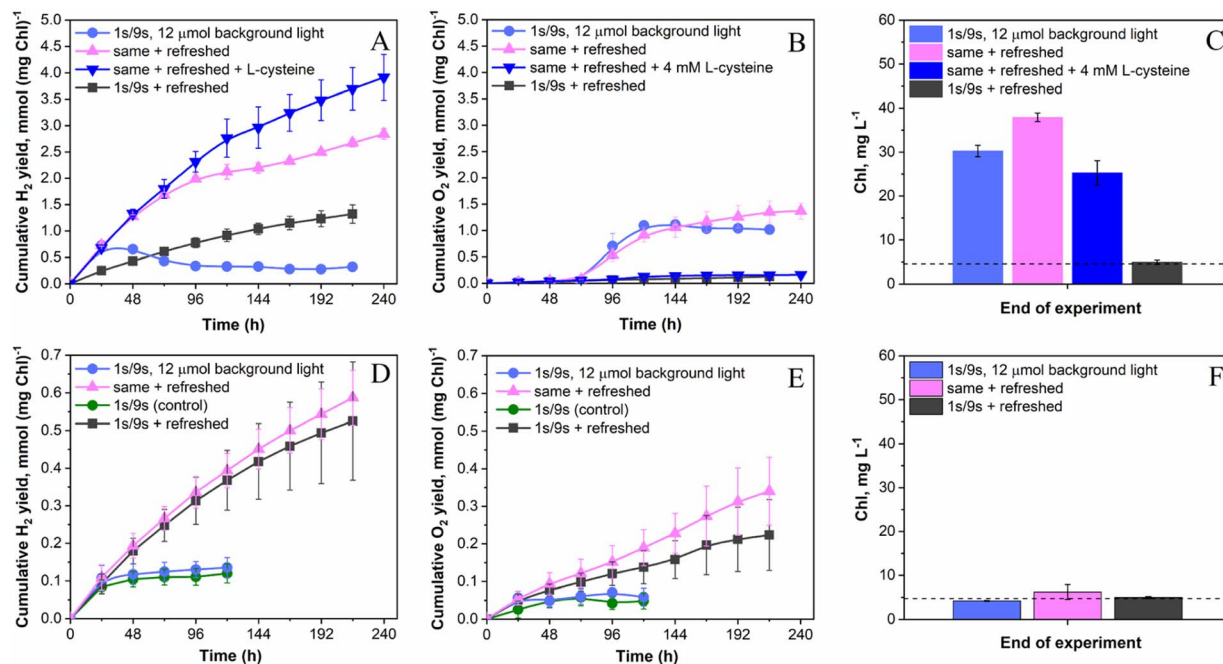 A
Cumulative H2 yield, mmol (mg Chl)-1
5.0
4.5
4.0
3.5
3.0
2.5
2.0
1.5
1.0
0.5
0.0
1s/9s, 12 μmol background light
same + refreshed
same + refreshed + L-cysteine
1s/9s + refreshed
0 48 96 144 192 240
Time (h)
B
Cumulative O2 yield, mmol (mg Chl)-1
5.0
4.5
4.0
3.5
3.0
2.5
2.0
1.5
1.0
0.5
0.0
1s/9s, 12 μmol background light
same + refreshed
same + refreshed + 4 mM L-cysteine
1s/9s + refreshed
0 48 96 144 192 240
Time (h)
C
Chl, mg L-1
60
50
40
30
20
10
0
1s/9s, 12 μmol background light
same + refreshed
same + refreshed + 4 mM L-cysteine
1s/9s + refreshed
End of experiment
D
Cumulative H2 yield, mmol (mg Chl)-1
0.7
0.6
0.5
0.4
0.3
0.2
0.1
0.0
1s/9s, 12 μmol background light
same + refreshed
1s/9s (control)
1s/9s + refreshed
0 48 96 144 192 240
Time (h)
E
Cumulative O2 yield, mmol (mg Chl)-1
0.7
0.6
0.5
0.4
0.3
0.2
0.1
0.0
1s/9s, 12 μmol background light
same + refreshed
1s/9s (control)
1s/9s + refreshed
0 48 96 144 192 240
Time (h)
F
Chl, mg L-1
60
50
40
30
20
10
0
1s/9s, 12 μmol background light
same + refreshed
1s/9s + refreshed
End of experiment